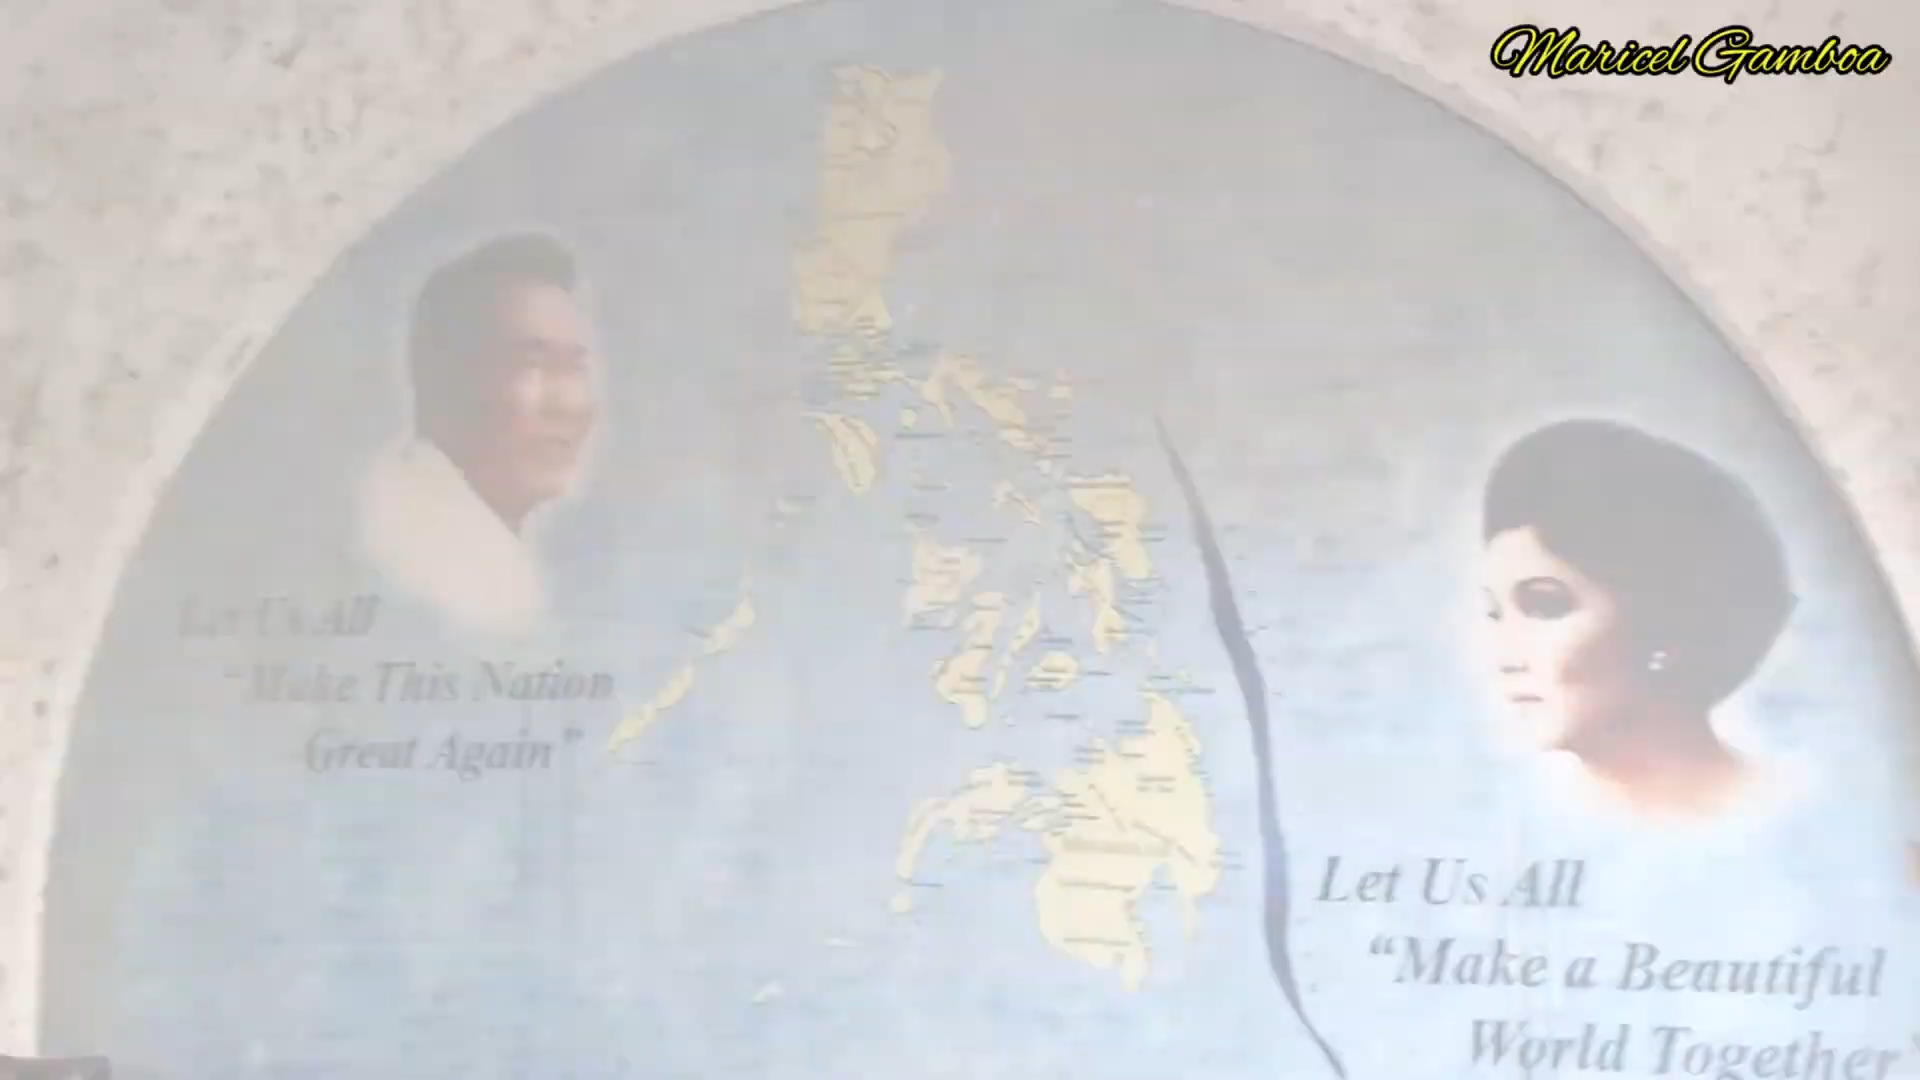 Maricel Gamboa
Let Us All
“Make This Nation
Great Again”
Let Us All
“Make a Beautiful
World Together”